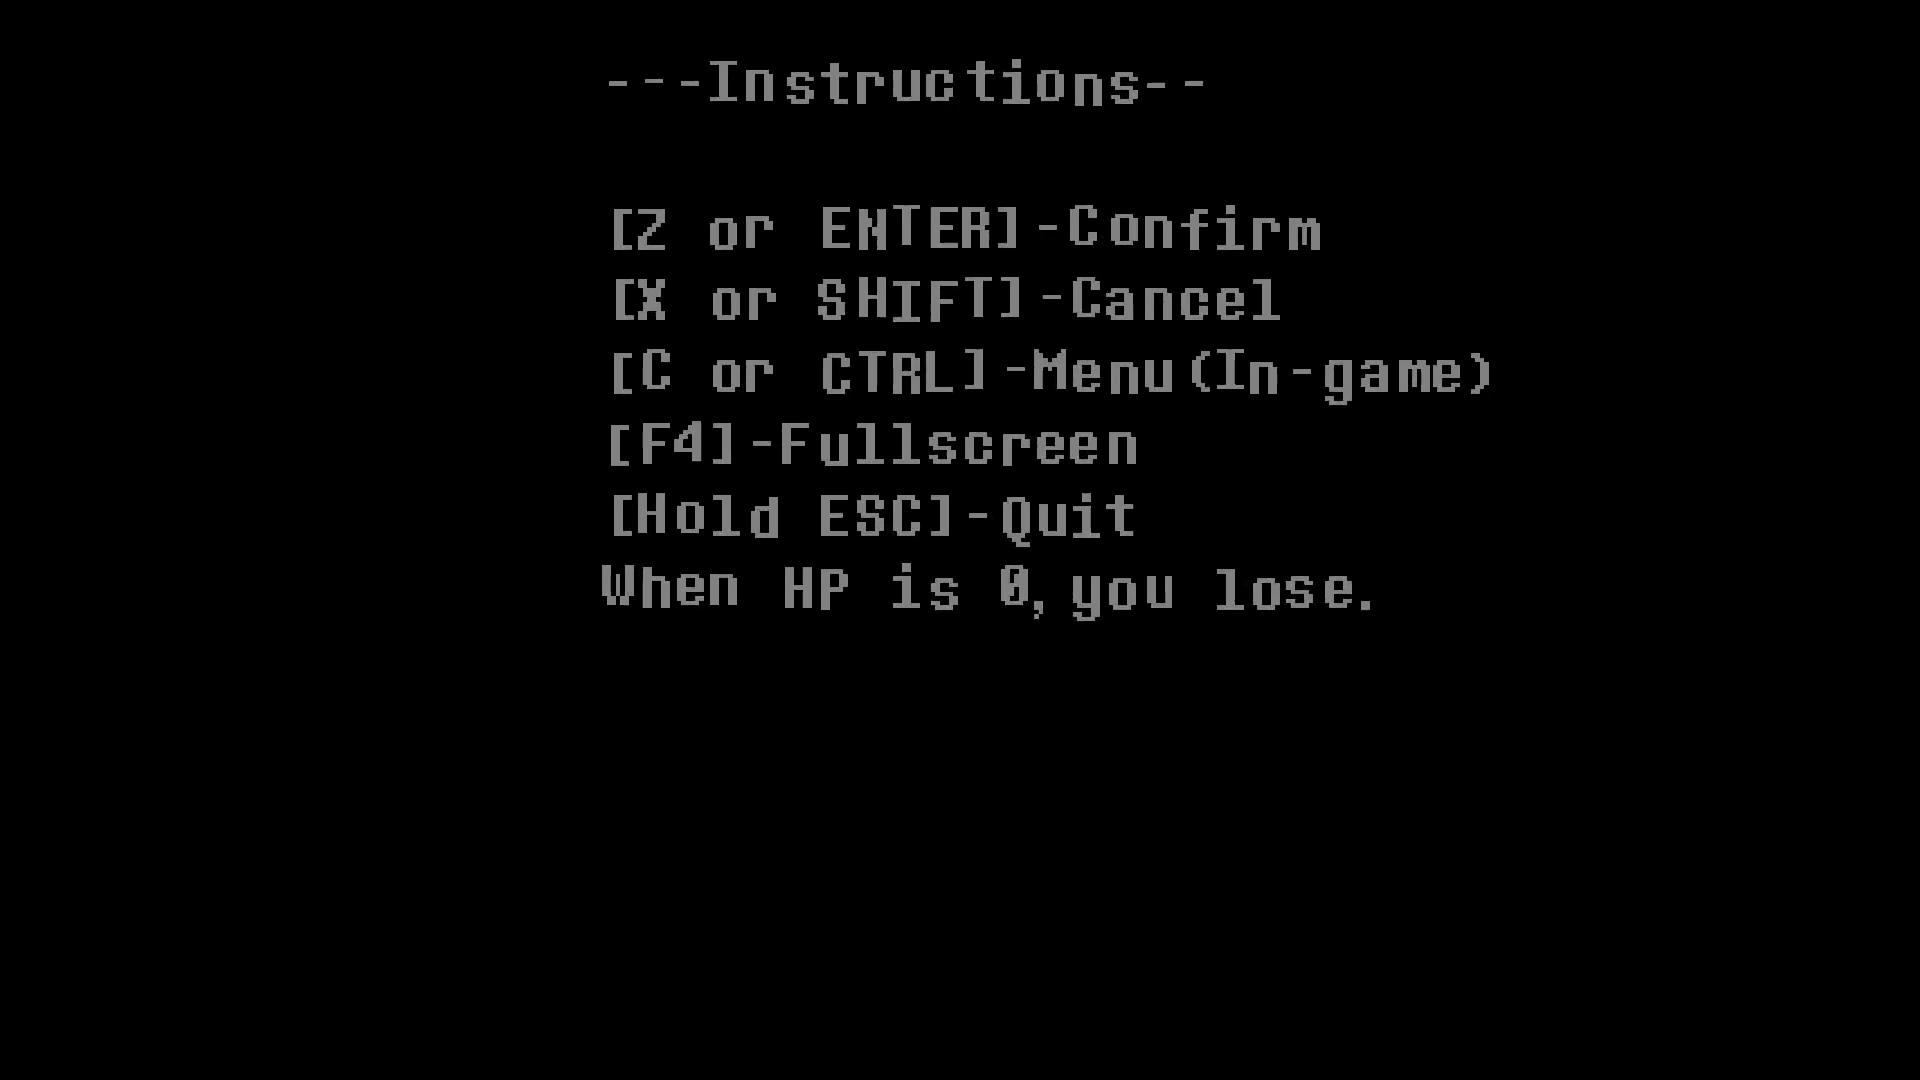 ---Instructions--
[Z or ENTER]-Confirm
[X or SHIFT]-Cancel
[C or CTRL]-Menu(In-game)
[F4]-Fullscreen
[Hold ESC]-Quit
When HP is 0,you lose.